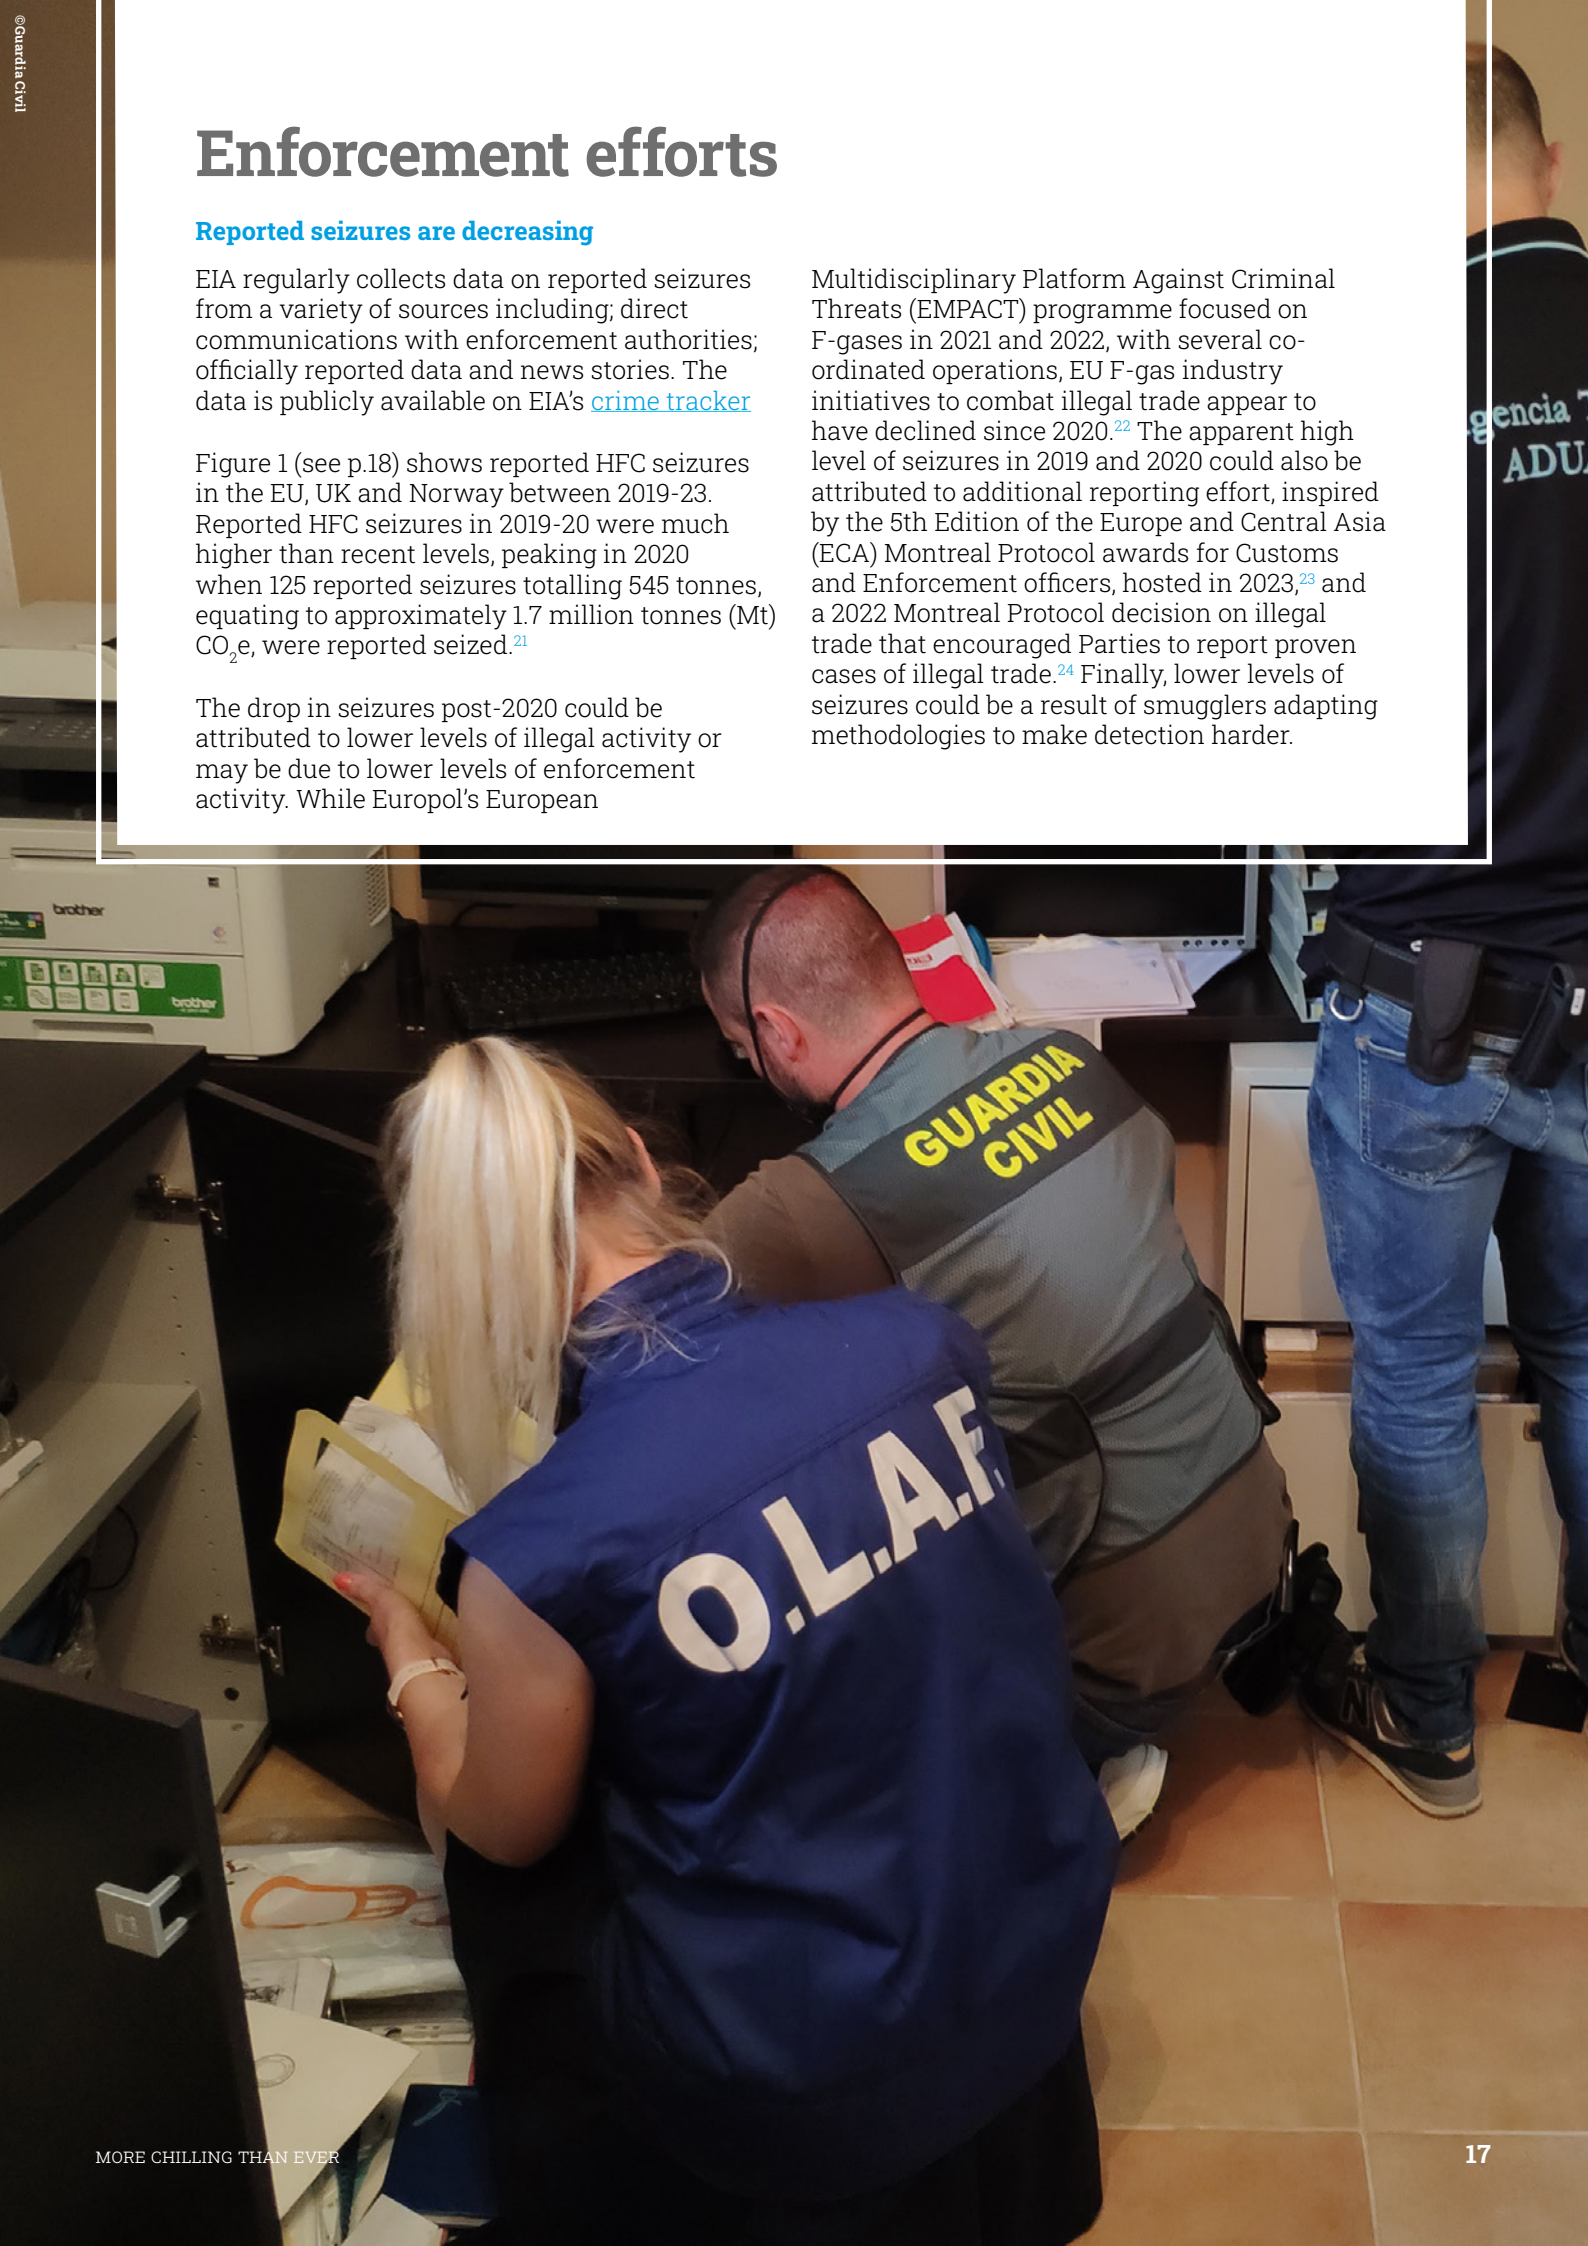 ©Guardia Civil
Enforcement efforts
Reported seizures are decreasing
EIA regularly collects data on reported seizures
from a variety of sources including; direct
communications with enforcement authorities;
officially reported data and news stories. The
data is publicly available on EIA’s crime tracker
Figure 1 (see p.18) shows reported HFC seizures
in the EU, UK and Norway between 2019-23.
Reported HFC seizures in 2019-20 were much
higher than recent levels, peaking in 2020
when 125 reported seizures totalling 545 tonnes,
equating to approximately 1.7 million tonnes (Mt)
CO2e, were reported seized.21
The drop in seizures post-2020 could be
attributed to lower levels of illegal activity or
may be due to lower levels of enforcement
activity. While Europol’s European
Multidisciplinary Platform Against Criminal
Threats (EMPACT) programme focused on
F-gases in 2021 and 2022, with several co-
ordinated operations, EU F-gas industry
initiatives to combat illegal trade appear to
have declined since 2020.22 The apparent high
level of seizures in 2019 and 2020 could also be
attributed to additional reporting effort, inspired
by the 5th Edition of the Europe and Central Asia
(ECA) Montreal Protocol awards for Customs
and Enforcement officers, hosted in 2023,23 and
a 2022 Montreal Protocol decision on illegal
trade that encouraged Parties to report proven
cases of illegal trade.24 Finally, lower levels of
seizures could be a result of smugglers adapting
methodologies to make detection harder.
gencia
ADU
brother
brother
GUARDIA
CIVIL
O.L.A.F.
MORE CHILLING THAN EVER
17